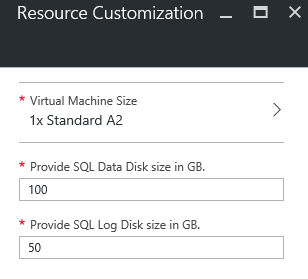 Resource Customization
* Virtual Machine Size
1x Standard A2
* Provide SQL Data Disk size in GB.
100
* Provide SQL Log Disk size in GB.
50